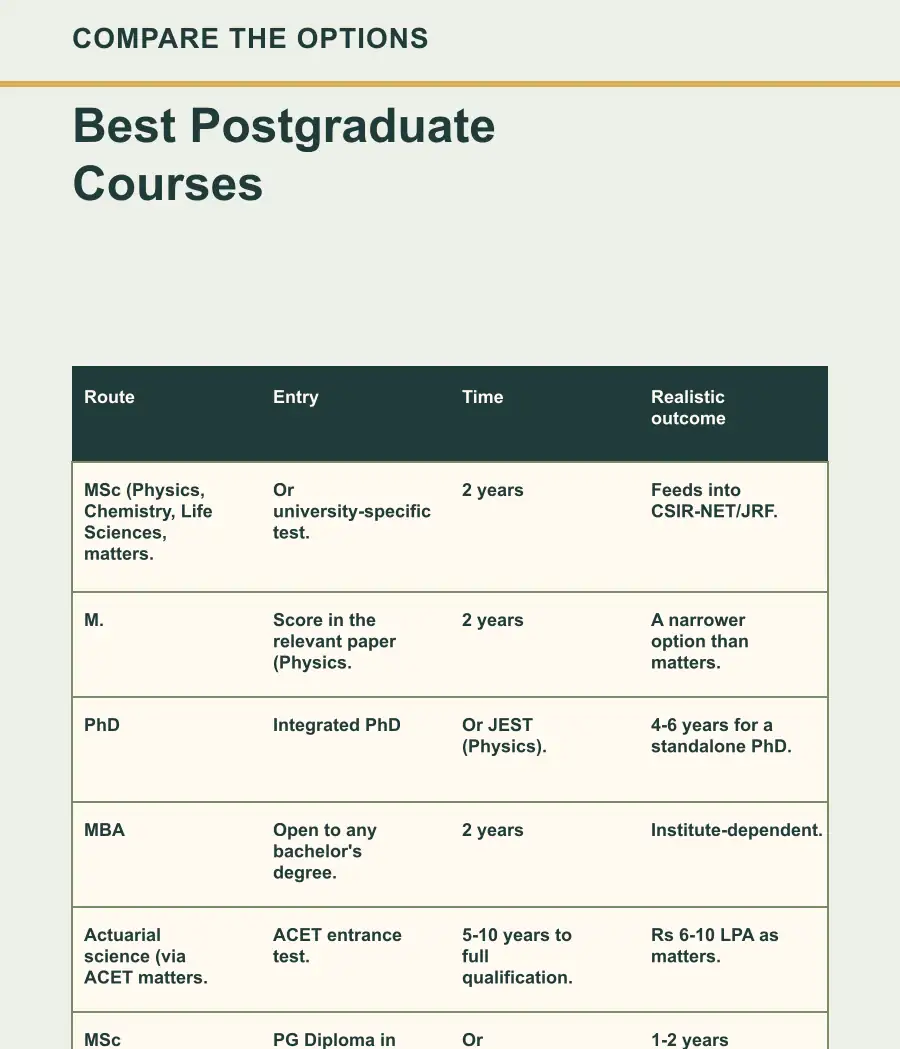 COMPARE THE OPTIONS
Best Postgraduate
Courses
Route
Entry
Time
Realistic
outcome
MSc (Physics,
Chemistry, Life
Sciences,
matters.
Or
university-specific
test.
2 years
Feeds into
CSIR-NET/JRF.
M.
Score in the
relevant paper
(Physics.
2 years
A narrower
option than
matters.
PhD
Integrated PhD
Or JEST
(Physics).
4-6 years for a
standalone PhD.
MBA
Open to any
bachelor's
degree.
2 years
Institute-dependent.
Actuarial
science (via
ACET matters.
ACET entrance
test.
5-10 years to
full
qualification.
Rs 6-10 LPA as
matters.
MSc
PG Diploma in
Or
1-2 years